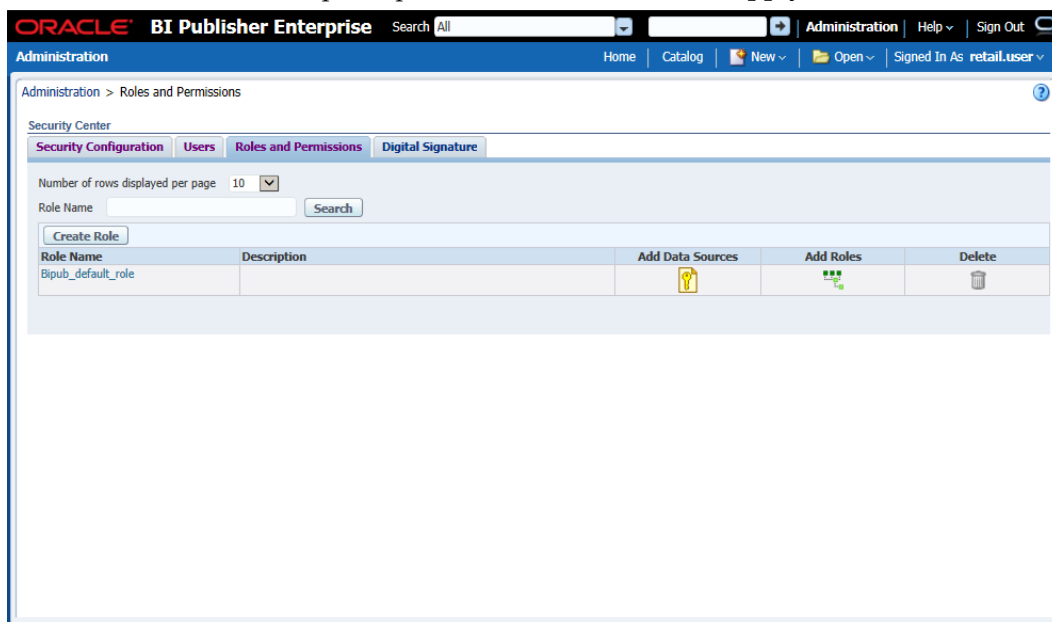 ORACLE BI Publisher Enterprise Search All Administration Help Sign Out
Administration Home Catalog New Open Signed In As retail.user
Administration > Roles and Permissions
Security Center
Security Configuration Users Roles and Permissions Digital Signature
Number of rows displayed per page 10
Role Name Search
Create Role
Role Name Description Add Data Sources Add Roles Delete
Bipub_default_role